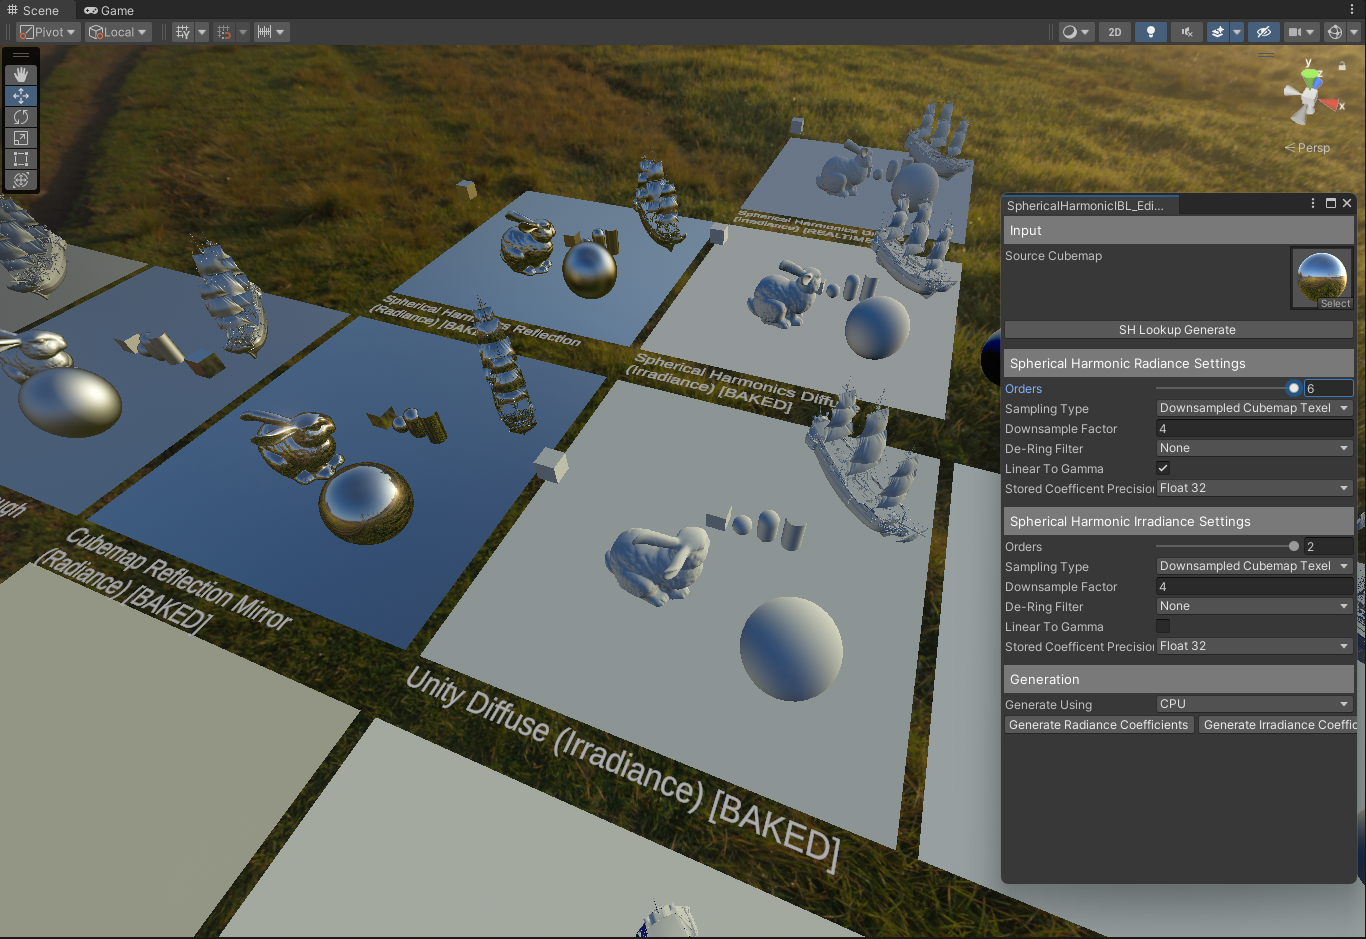 Scene
Game
Pivot
Local
2D
y
z
x
Persp
Spherical Harmonics
(Irradiance) [REALTIME
Spherical Harmonics Reflection
(Radiance) [BAKED]
Spherical Harmonics Diffuse
(Irradiance) [BAKED]
Cubemap Reflection Mirror
(Radiance) [BAKED]
Unity Diffuse (Irradiance) [BAKED]
SphericalHarmonicIBL_Edi...
Input
Source Cubemap
Select
SH Lookup Generate
Spherical Harmonic Radiance Settings
Orders 6
Sampling Type Downsampled Cubemap Texel
Downsample Factor 4
De-Ring Filter None
Linear To Gamma
Stored Coefficent Precision Float 32
Spherical Harmonic Irradiance Settings
Orders 2
Sampling Type Downsampled Cubemap Texel
Downsample Factor 4
De-Ring Filter None
Linear To Gamma
Stored Coefficent Precision Float 32
Generation
Generate Using CPU
Generate Radiance Coefficients Generate Irradiance Coeffic